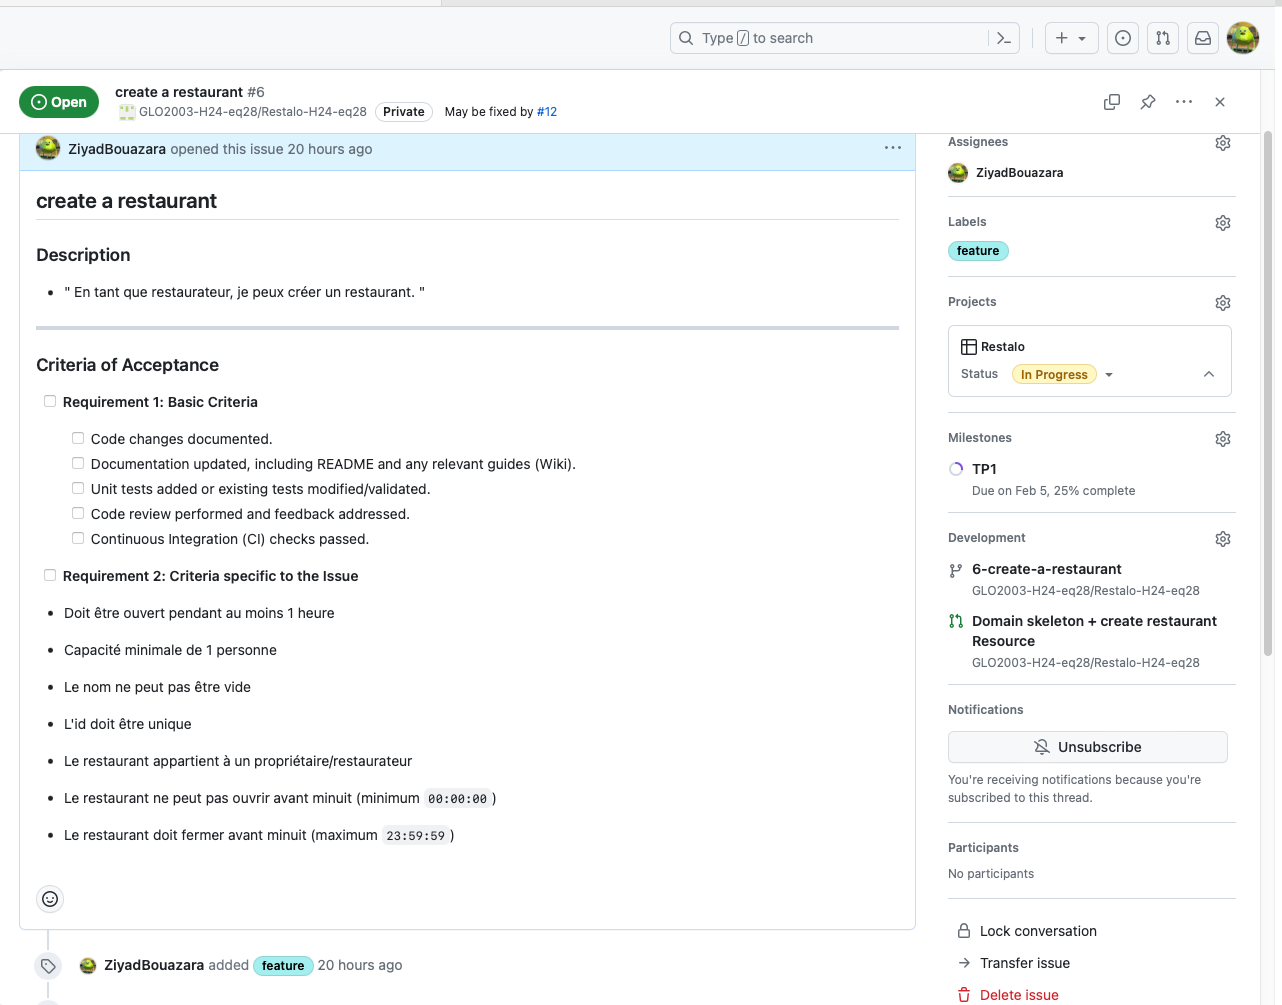 Type / to search
Open
create a restaurant #6
GLO2003-H24-eq28/Restalo-H24-eq28 Private May be fixed by #12
ZiyadBouazara opened this issue 20 hours ago
create a restaurant
Description
" En tant que restaurateur, je peux créer un restaurant. "
Criteria of Acceptance
Requirement 1: Basic Criteria
Code changes documented.
Documentation updated, including README and any relevant guides (Wiki).
Unit tests added or existing tests modified/validated.
Code review performed and feedback addressed.
Continuous Integration (CI) checks passed.
Requirement 2: Criteria specific to the Issue
Doit être ouvert pendant au moins 1 heure
Capacité minimale de 1 personne
Le nom ne peut pas être vide
L'id doit être unique
Le restaurant appartient à un propriétaire/restaurateur
Le restaurant ne peut pas ouvrir avant minuit (minimum 00:00:00 )
Le restaurant doit fermer avant minuit (maximum 23:59:59 )
ZiyadBouazara added feature 20 hours ago
Assignees
ZiyadBouazara
Labels
feature
Projects
Restalo
Status In Progress
Milestones
TP1
Due on Feb 5, 25% complete
Development
6-create-a-restaurant
GLO2003-H24-eq28/Restalo-H24-eq28
Domain skeleton + create restaurant
Resource
GLO2003-H24-eq28/Restalo-H24-eq28
Notifications
Unsubscribe
You're receiving notifications because you're
subscribed to this thread.
Participants
No participants
Lock conversation
Transfer issue
Delete issue